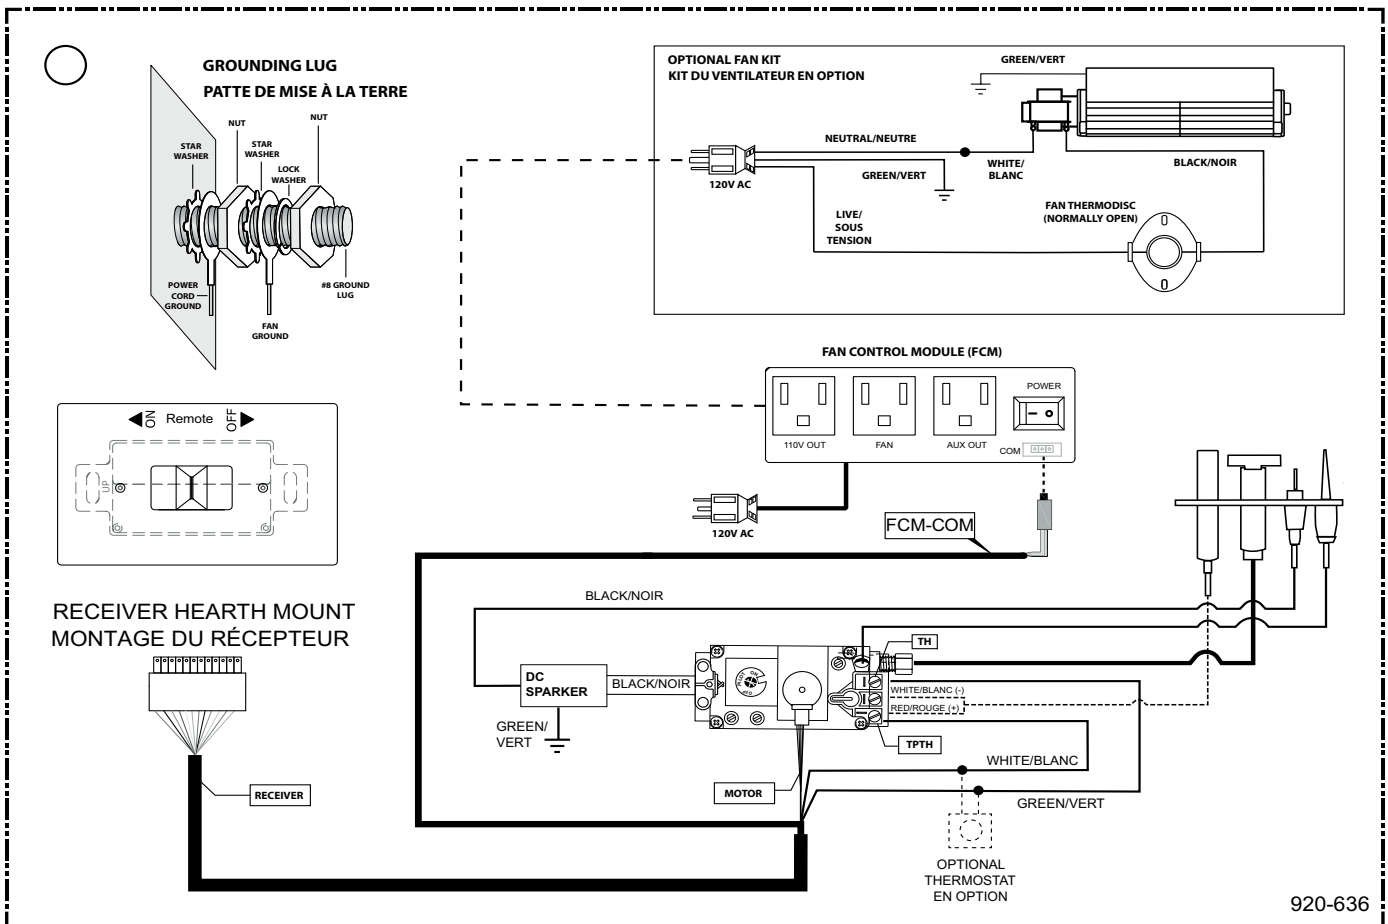 GROUNDING LUG
PATTE DE MISE À LA TERRE
NUT
NUT
STAR
WASHER
STAR
WASHER
LOCK
WASHER
POWER
CORD
GROUND
#8 GROUND
LUG
FAN
GROUND
OPTIONAL FAN KIT
KIT DU VENTILATEUR EN OPTION
GREEN/VERT
NEUTRAL/NEUTRE
120V AC
GREEN/VERT
WHITE/
BLANC
BLACK/NOIR
LIVE/
SOUS
TENSION
FAN THERMODISC
(NORMALLY OPEN)
FAN CONTROL MODULE (FCM)
POWER
110V OUT
FAN
AUX OUT
COM
120V AC
FCM-COM
ON
Remote
OFF
UP
RECEIVER HEARTH MOUNT
MONTAGE DU RÉCEPTEUR
RECEIVER
BLACK/NOIR
DC
SPARKER
BLACK/NOIR
GREEN/
VERT
PILOT
ON
OFF
TH
WHITE/BLANC (-)
RED/ROUGE (+)
TPTH
MOTOR
WHITE/BLANC
GREEN/VERT
OPTIONAL
THERMOSTAT
EN OPTION
920-636